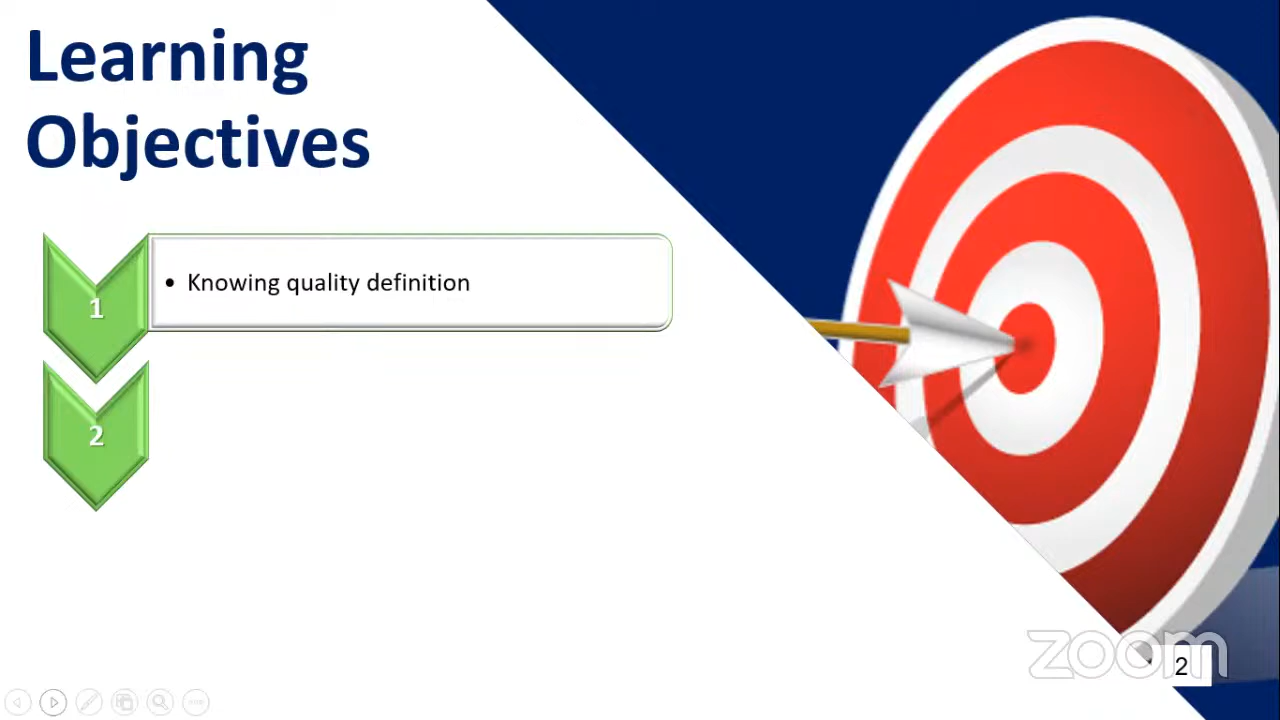 Learning
Objectives
1
• Knowing quality definition
2
zoom
2